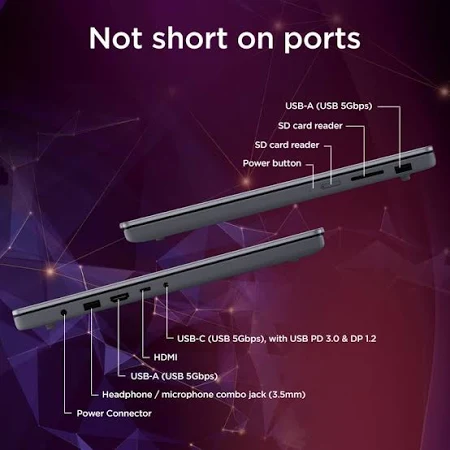 Not short on ports
USB-A (USB 5Gbps)
SD card reader
SD card reader
Power button
USB-C (USB 5Gbps), with USB PD 3.0 & DP 1.2
HDMI
USB-A (USB 5Gbps)
Headphone / microphone combo jack (3.5mm)
Power Connector